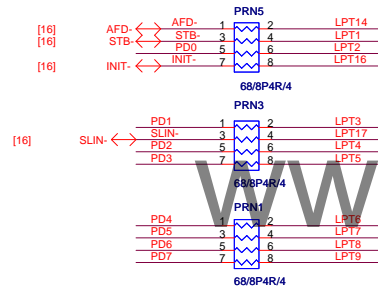 PRN5
[16] AFD- AFD- 1 2 LPT14
[16] STB- STB- 3 4 LPT1
PD0 5 6 LPT2
[16] INIT- INIT- 7 8 LPT16
68/8P4R/4
PRN3
PD1 1 2 LPT3
[16] SLIN- SLIN- 3 4 LPT17
PD2 5 6 LPT4
PD3 7 8 LPT5
68/8P4R/4
WW
PRN1
PD4 1 2 LPT6
PD5 3 4 LPT7
PD6 5 6 LPT8
PD7 7 8 LPT9
68/8P4R/4